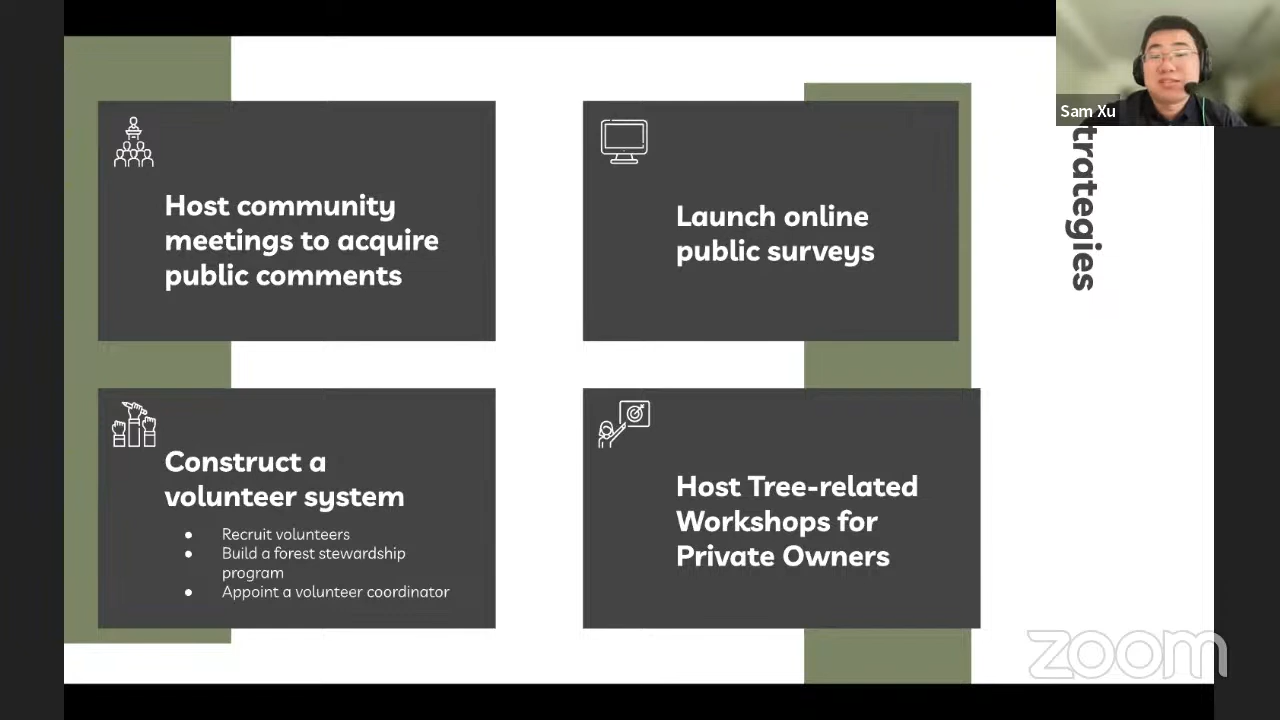 Host community
meetings to acquire
public comments
Launch online
public surveys
Construct a
volunteer system
● Recruit volunteers
● Build a forest stewardship
program
● Appoint a volunteer coordinator
Host Tree-related
Workshops for
Private Owners
trategies
Sam Xu
zoom